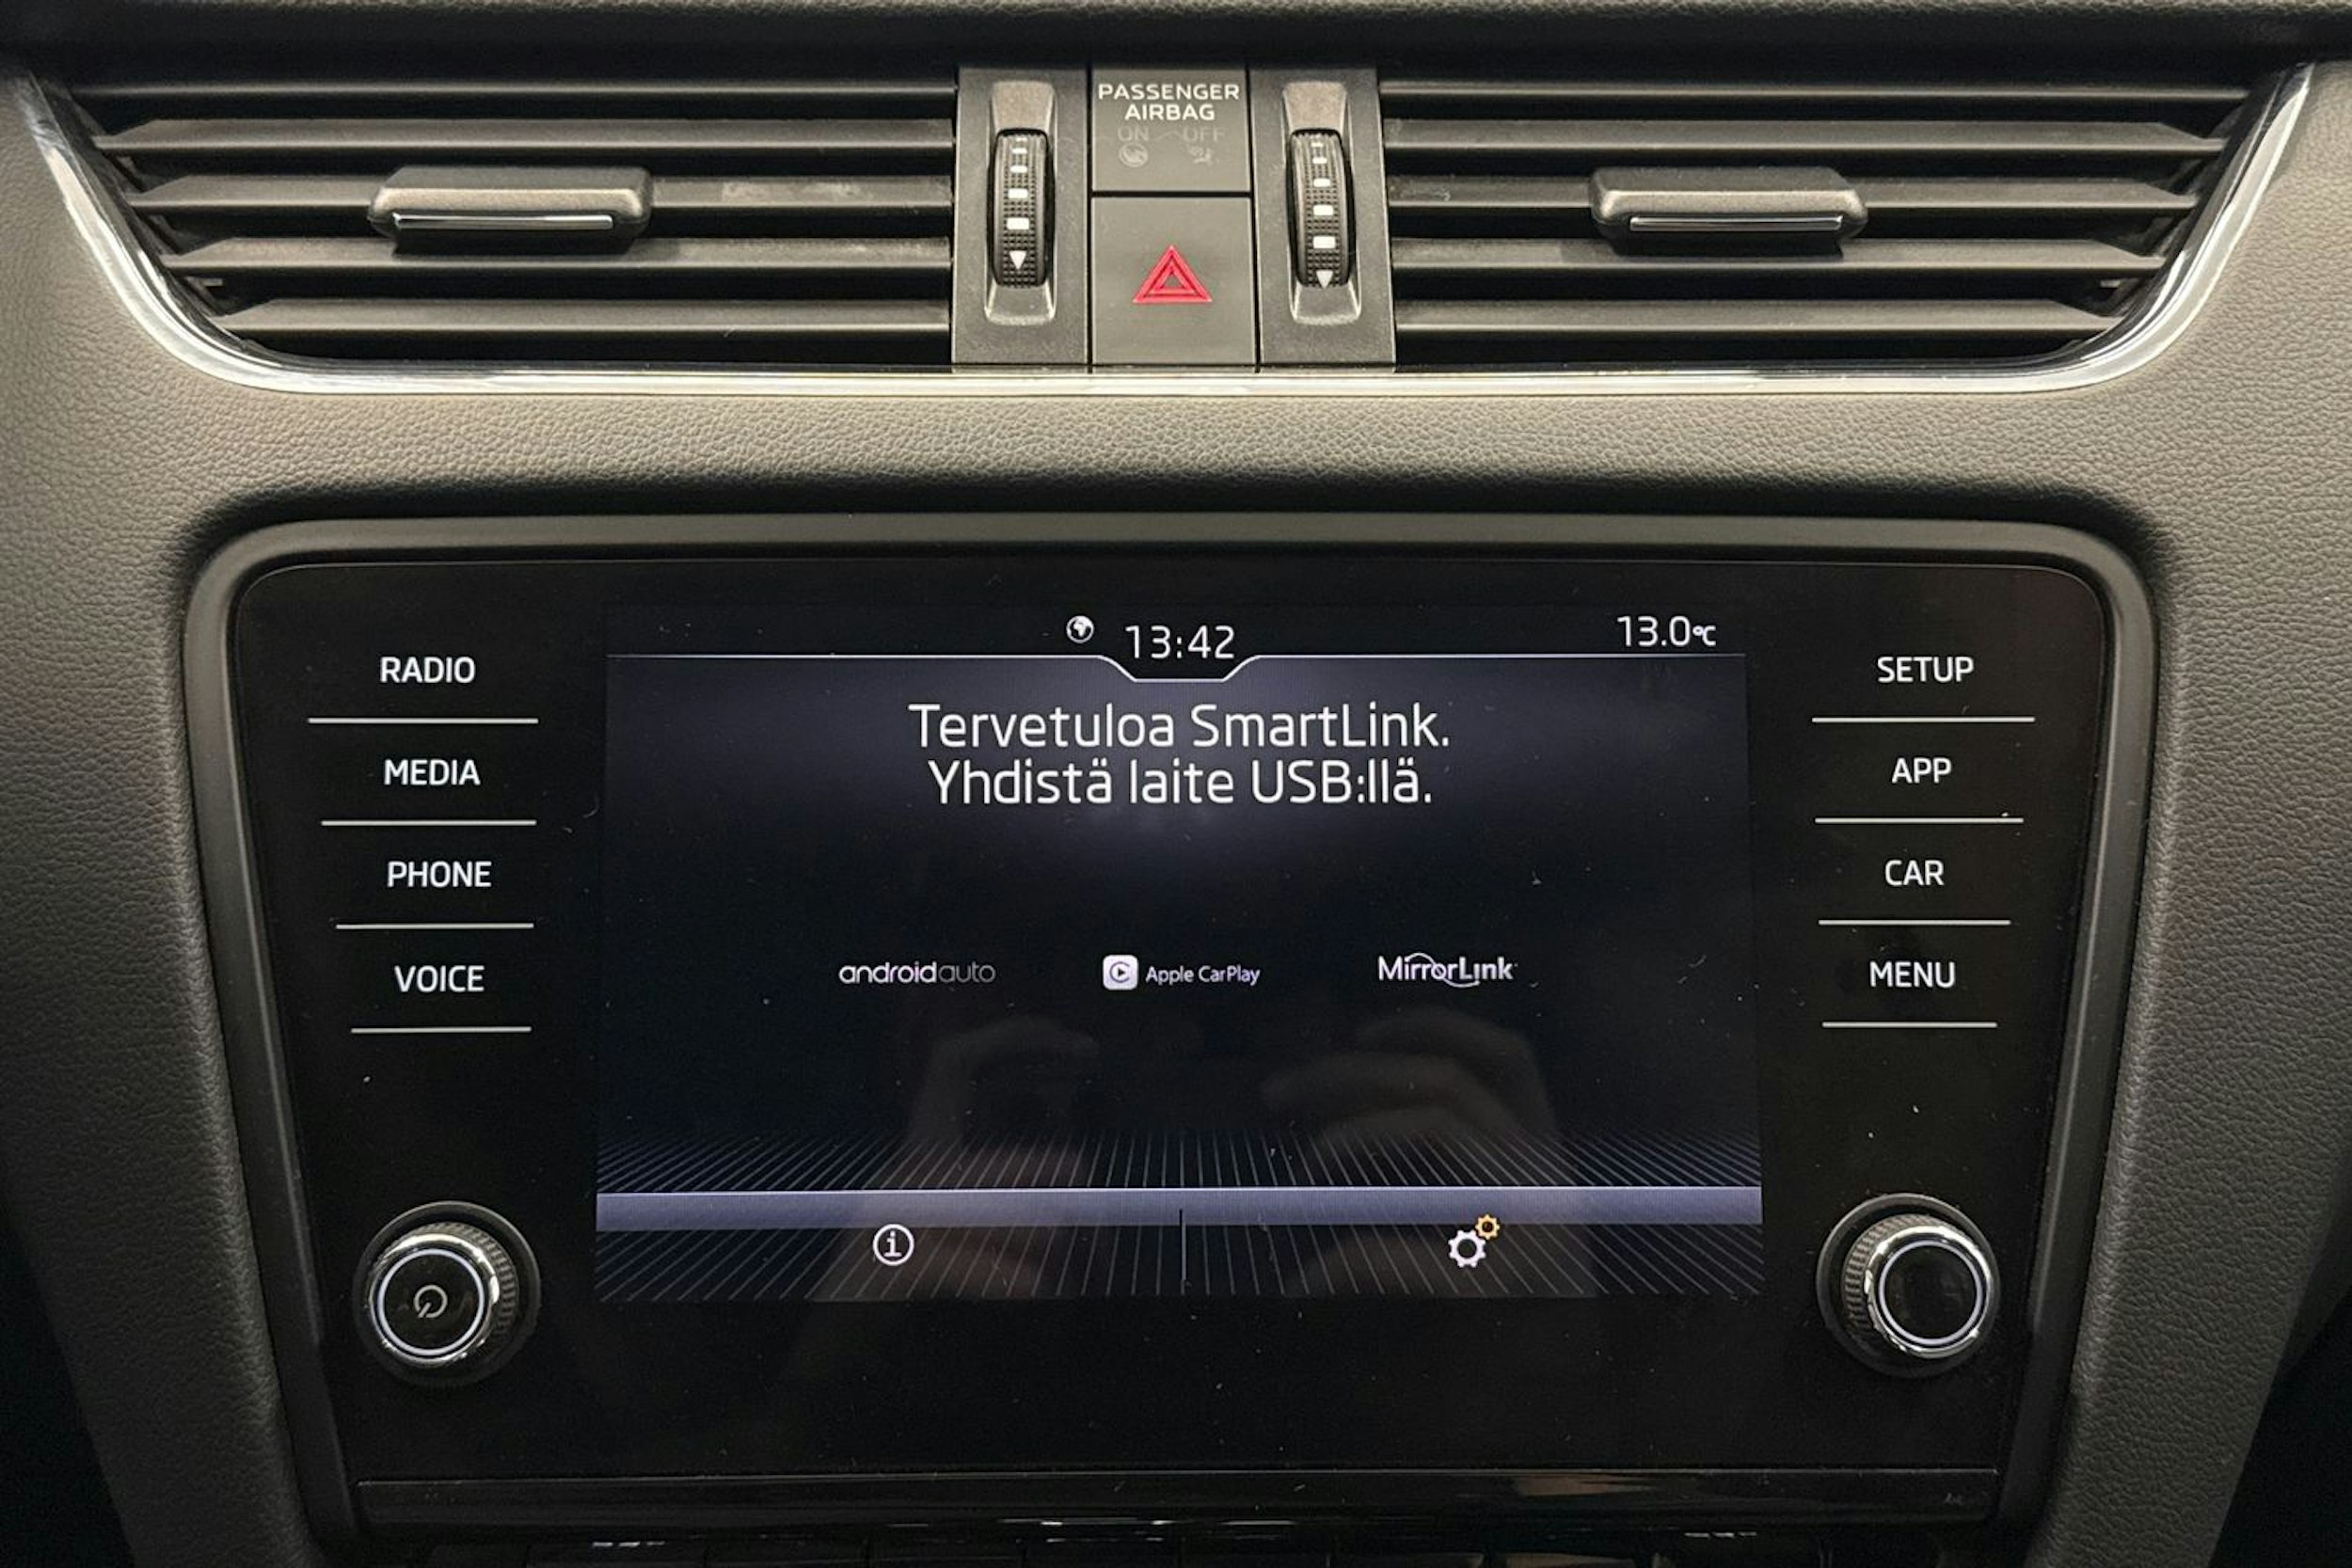 PASSENGER
AIRBAG
ON OFF
13:42
13.0°C
Tervetuloa SmartLink.
Yhdistä laite USB:llä.
androidauto
Apple CarPlay
MirrorLink
RADIO
MEDIA
PHONE
VOICE
SETUP
APP
CAR
MENU